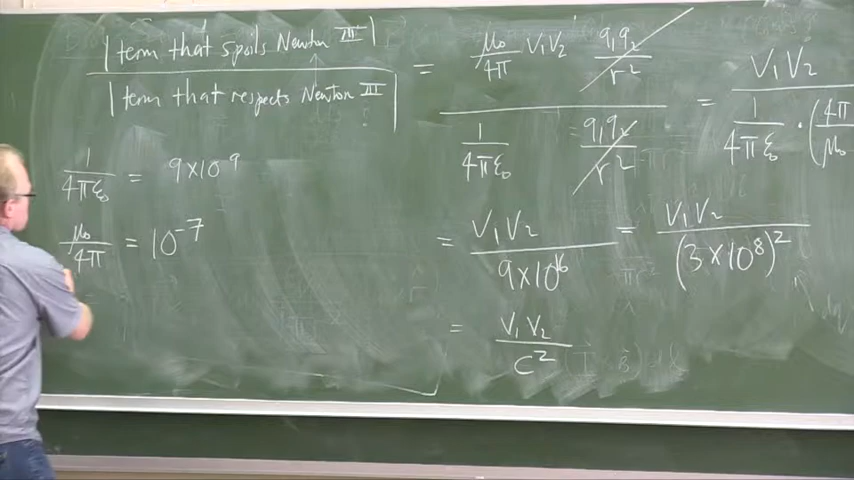 |term that spoils Newton III|
|term that respects Newton III|
= μ₀/4π V₁V₂ q₁q₂/r²
1/4πε₀ q₁q₂/r²
= V₁V₂
1/4πε₀ · (4π/μ₀
1/4πε₀ = 9×10⁹
μ₀/4π = 10⁻⁷
= V₁V₂/9×10¹⁶ = V₁V₂/(3×10⁸)²
= V₁V₂/c²